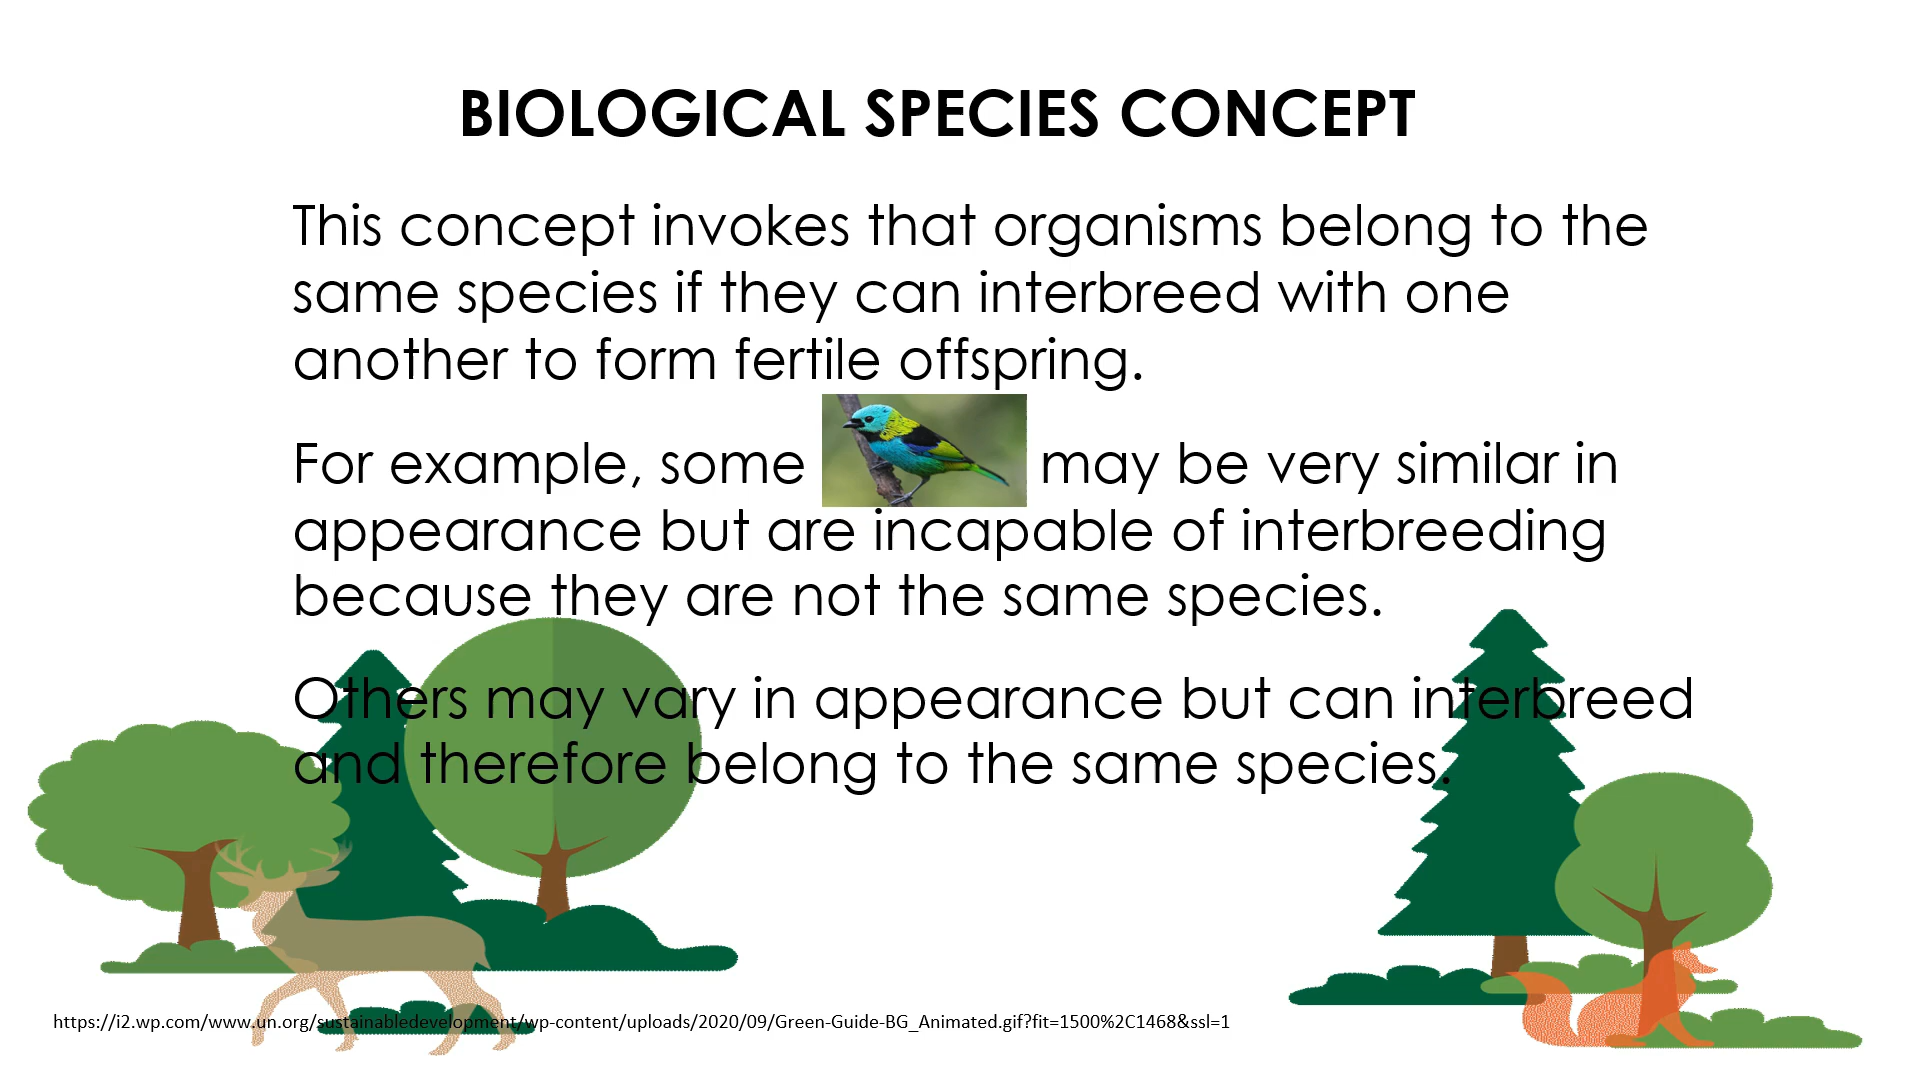 BIOLOGICAL SPECIES CONCEPT
This concept invokes that organisms belong to the
same species if they can interbreed with one
another to form fertile offspring.
For example, some may be very similar in
appearance but are incapable of interbreeding
because they are not the same species.
Others may vary in appearance but can interbreed
and therefore belong to the same species.
https://i2.wp.com/www.un.org/sustainabledevelopment/wp-content/uploads/2020/09/Green-Guide-BG_Animated.gif?fit=1500%2C1468&ssl=1